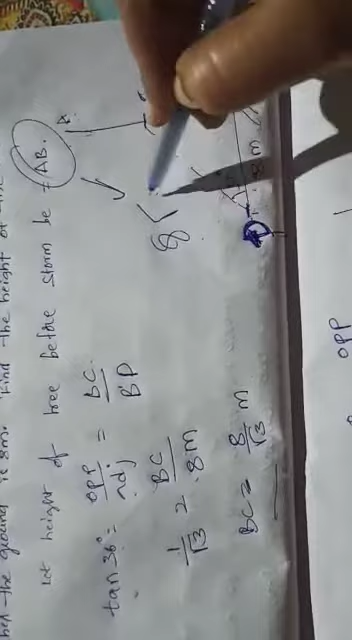 the ground is 8m. Find the height of the
let height of tree before storm be = AB.
tan 30° = opp/adj = BC/BP
1/√3 = BC/8m
BC = 8/√3 m
8
8m
A
opp